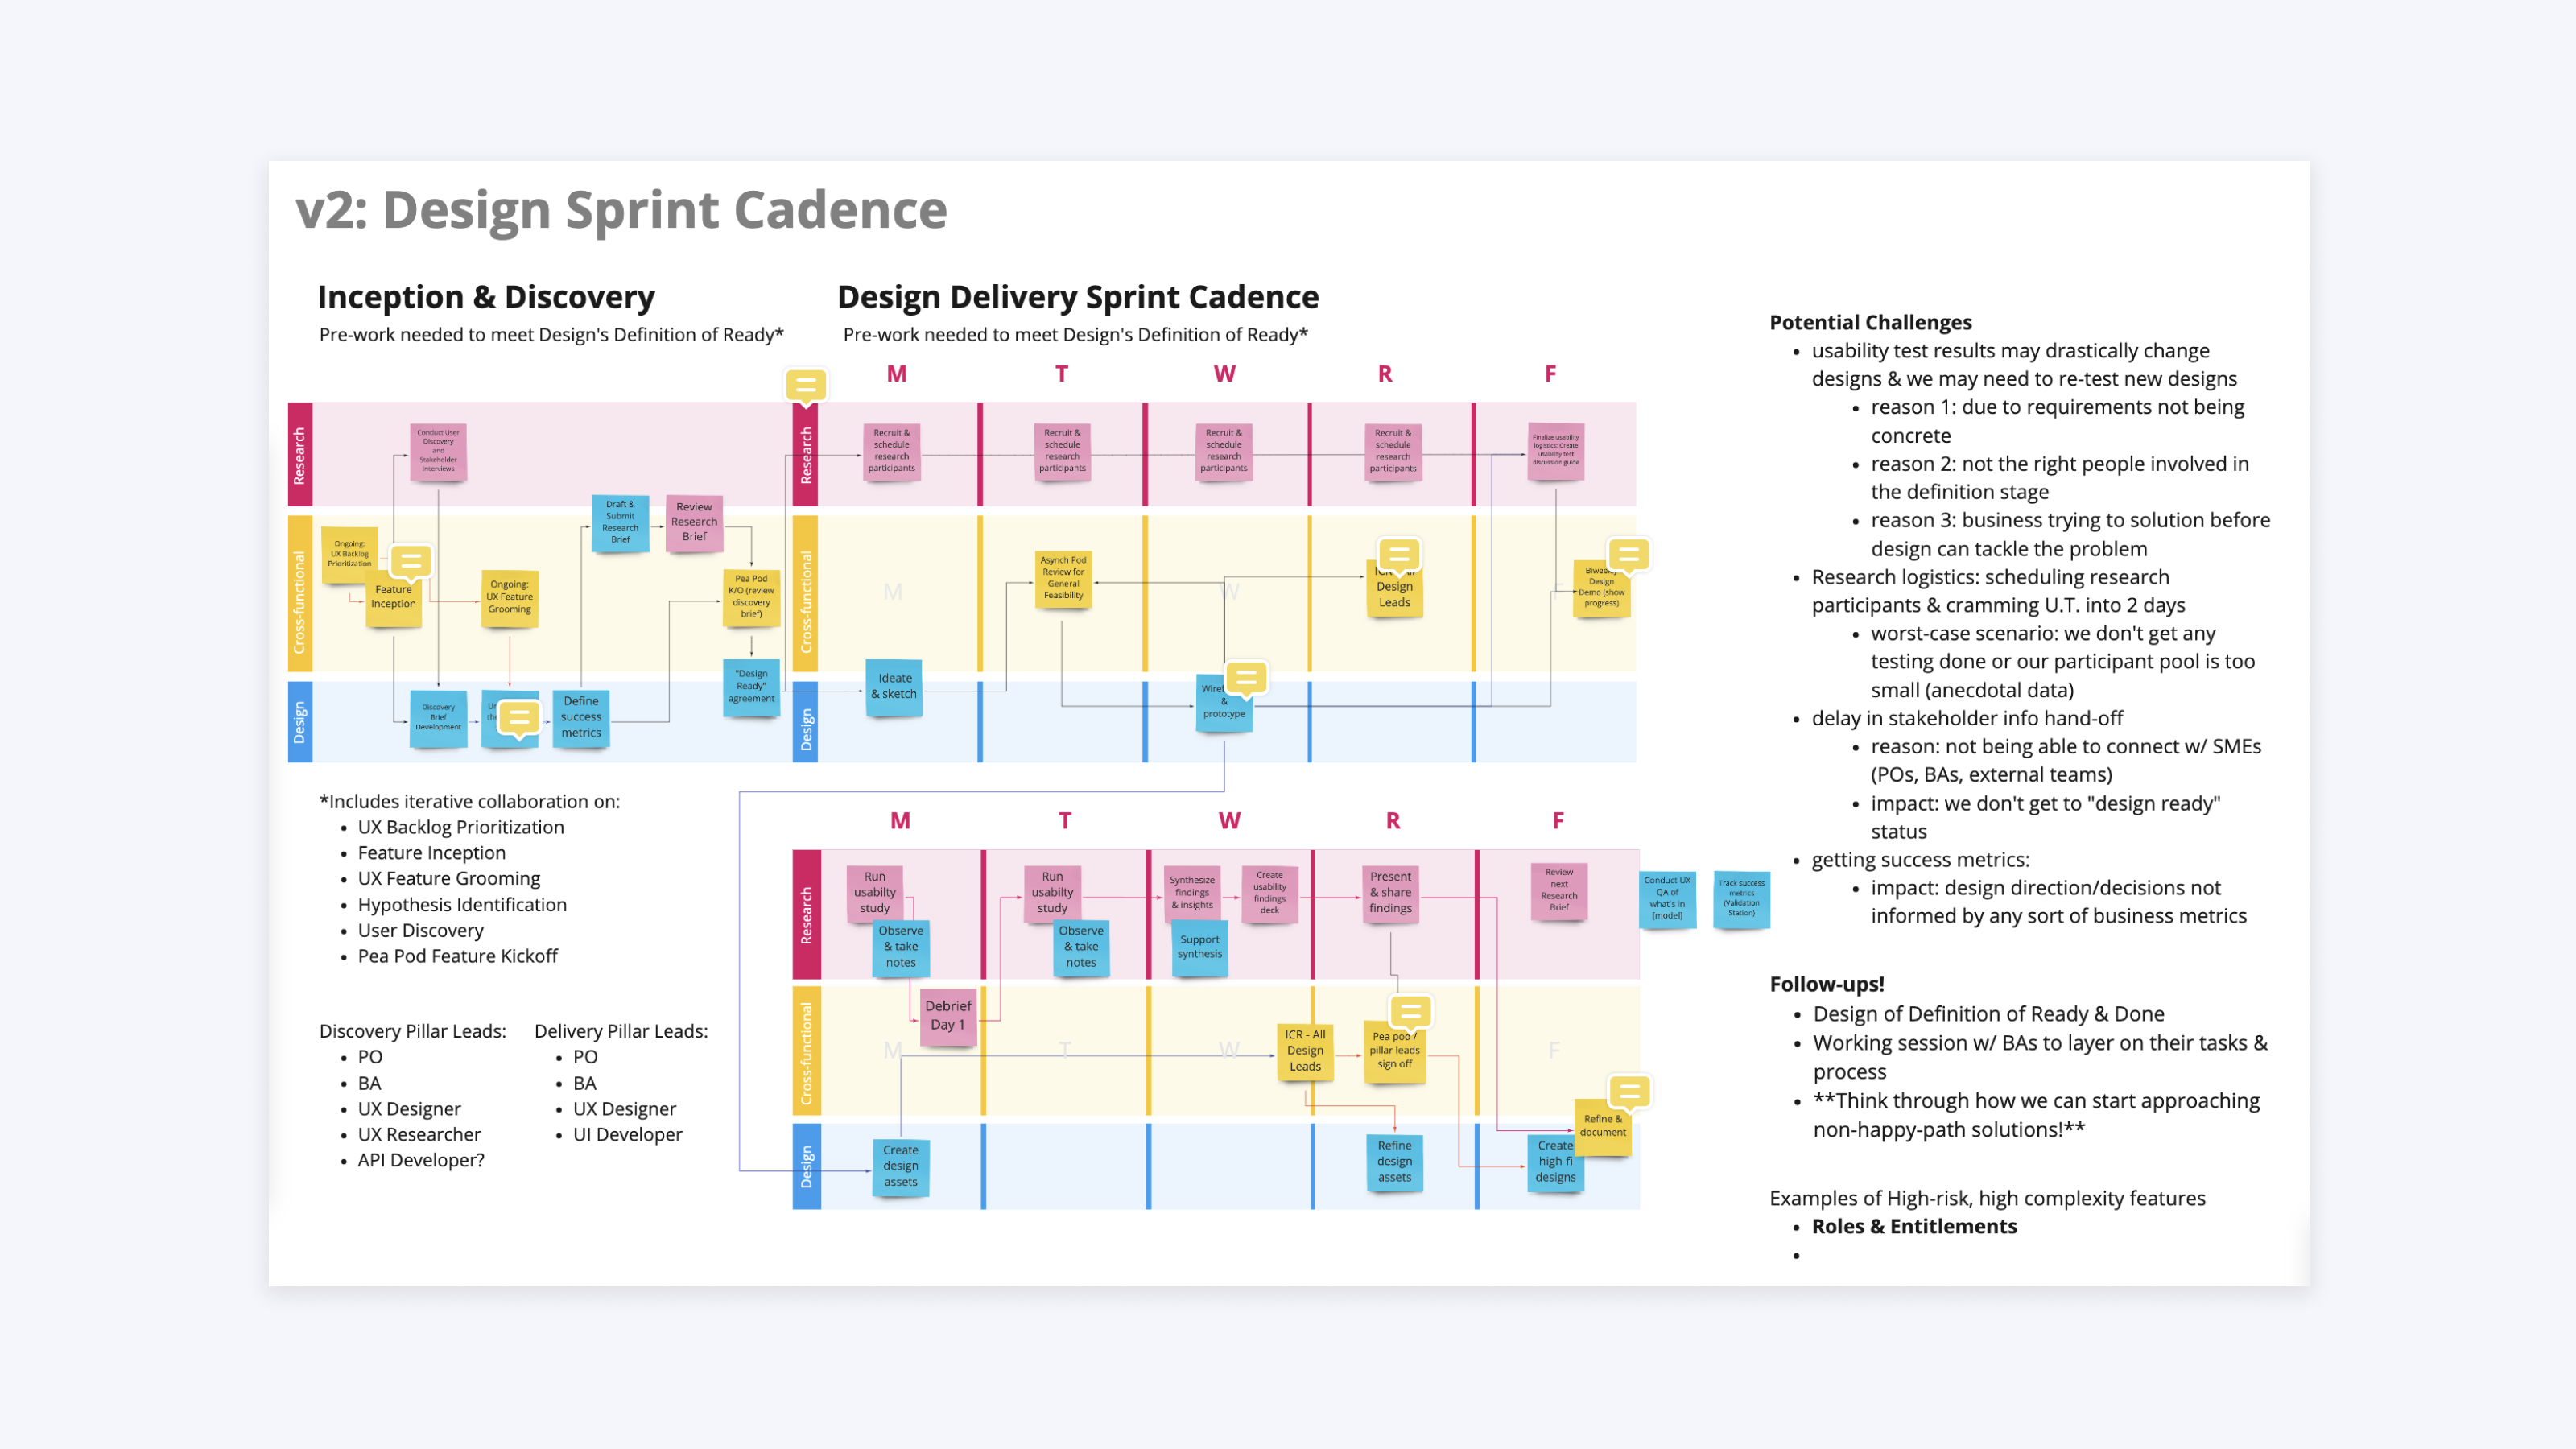 v2: Design Sprint Cadence
Inception & Discovery
Pre-work needed to meet Design's Definition of Ready*
Design Delivery Sprint Cadence
Pre-work needed to meet Design's Definition of Ready*
M
T
W
R
F
Research
Conduct User
Discovery
and
Stakeholder
Interviews
Draft &
Submit
Research
Brief
Review
Research
Brief
Cross-functional
Ongoing:
UX Backlog
Prioritization
Feature
Inception
Ongoing:
UX Feature
Grooming
Pea Pod
K/O (review
discovery
brief)
Design
"Design
Ready"
agreement
Discovery
Brief
Development
Define
success
metrics
Research
Recruit &
schedule
research
participants
Recruit &
schedule
research
participants
Recruit &
schedule
research
participants
Recruit &
schedule
research
participants
Finalize usability
logistics: Create
usability test
discussion guide
Cross-functional
M
Asynch Pod
Review for
General
Feasibility
W
Design
Leads
F
Design
Demo (show
progress)
Design
Ideate
& sketch
&
prototype
*Includes iterative collaboration on:
• UX Backlog Prioritization
• Feature Inception
• UX Feature Grooming
• Hypothesis Identification
• User Discovery
• Pea Pod Feature Kickoff
Discovery Pillar Leads:
• PO
• BA
• UX Designer
• UX Researcher
• API Developer?
Delivery Pillar Leads:
• PO
• BA
• UX Designer
• UI Developer
M
T
W
R
F
Research
Run
usabilty
study
Observe
& take
notes
Run
usabilty
study
Observe
& take
notes
Synthesize
findings
& insights
Create
usability
findings
deck
Support
synthesis
Present
& share
findings
Review
next
Research
Brief
Conduct UX
QA of
what's in
[model]
Track success
metrics
(Validation
Station)
Cross-functional
Debrief
Day 1
M
T
W
ICR - All
Design
Leads
Pea pod /
pillar leads
sign off
F
Refine &
document
Design
Create
design
assets
Refine
design
assets
Create
high-fi
designs
Potential Challenges
• usability test results may drastically change
designs & we may need to re-test new designs
• reason 1: due to requirements not being
concrete
• reason 2: not the right people involved in
the definition stage
• reason 3: business trying to solution before
design can tackle the problem
• Research logistics: scheduling research
participants & cramming U.T. into 2 days
• worst-case scenario: we don't get any
testing done or our participant pool is too
small (anecdotal data)
• delay in stakeholder info hand-off
• reason: not being able to connect w/ SMEs
(POs, BAs, external teams)
• impact: we don't get to "design ready"
status
• getting success metrics:
• impact: design direction/decisions not
informed by any sort of business metrics
Follow-ups!
• Design of Definition of Ready & Done
• Working session w/ BAs to layer on their tasks &
process
• **Think through how we can start approaching
non-happy-path solutions!**
Examples of High-risk, high complexity features
• Roles & Entitlements
•